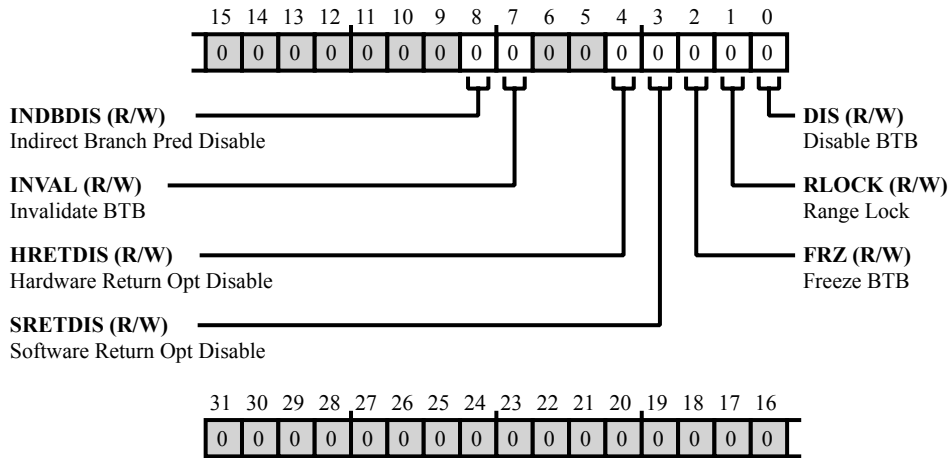 15 14 13 12 11 10 9 8 7 6 5 4 3 2 1 0
0 0 0 0 0 0 0 0 0 0 0 0 0 0 0 0
INDBDIS (R/W)
Indirect Branch Pred Disable
INVAL (R/W)
Invalidate BTB
HRETDIS (R/W)
Hardware Return Opt Disable
SRETDIS (R/W)
Software Return Opt Disable
DIS (R/W)
Disable BTB
RLOCK (R/W)
Range Lock
FRZ (R/W)
Freeze BTB
31 30 29 28 27 26 25 24 23 22 21 20 19 18 17 16
0 0 0 0 0 0 0 0 0 0 0 0 0 0 0 0